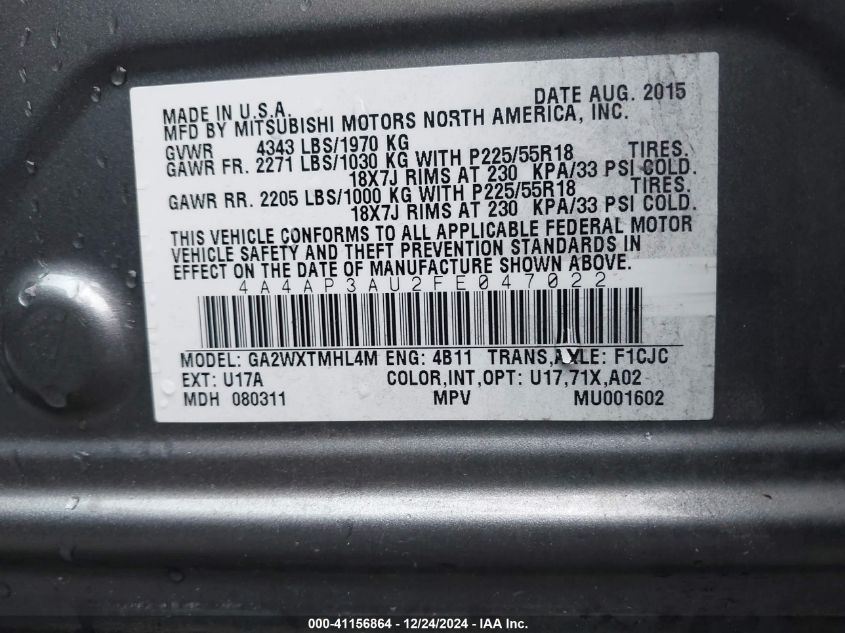 MADE IN U.S.A. DATE AUG. 2015
MFD BY MITSUBISHI MOTORS NORTH AMERICA, INC.
GVWR 4343 LBS/1970 KG
GAWR FR. 2271 LBS/1030 KG WITH P225/55R18 TIRES.
18X7J RIMS AT 230 KPA/33 PSI COLD.
GAWR RR. 2205 LBS/1000 KG WITH P225/55R18 TIRES.
18X7J RIMS AT 230 KPA/33 PSI COLD.
THIS VEHICLE CONFORMS TO ALL APPLICABLE FEDERAL MOTOR
VEHICLE SAFETY AND THEFT PREVENTION STANDARDS IN
EFFECT ON THE DATE OF MANUFACTURE SHOWN ABOVE.
4A4AP3AU2FE047022
MODEL: GA2WXTMHL4M ENG: 4B11 TRANS,AXLE: F1CJC
EXT: U17A COLOR,INT,OPT: U17,71X,A02
MDH 080311 MPV MU001602
000-41156864 - 12/24/2024 - IAA Inc.